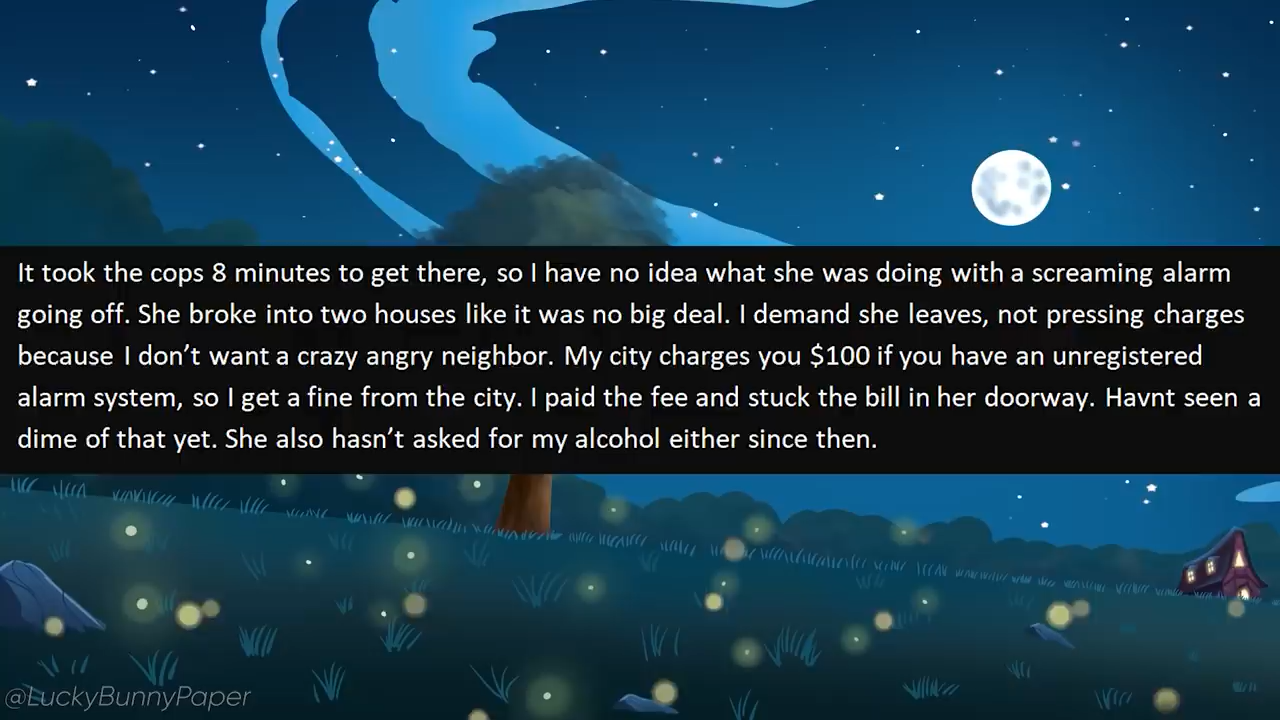 It took the cops 8 minutes to get there, so I have no idea what she was doing with a screaming alarm
going off. She broke into two houses like it was no big deal. I demand she leaves, not pressing charges
because I don’t want a crazy angry neighbor. My city charges you $100 if you have an unregistered
alarm system, so I get a fine from the city. I paid the fee and stuck the bill in her doorway. Havnt seen a
dime of that yet. She also hasn’t asked for my alcohol either since then.
@LuckyBunnyPaper